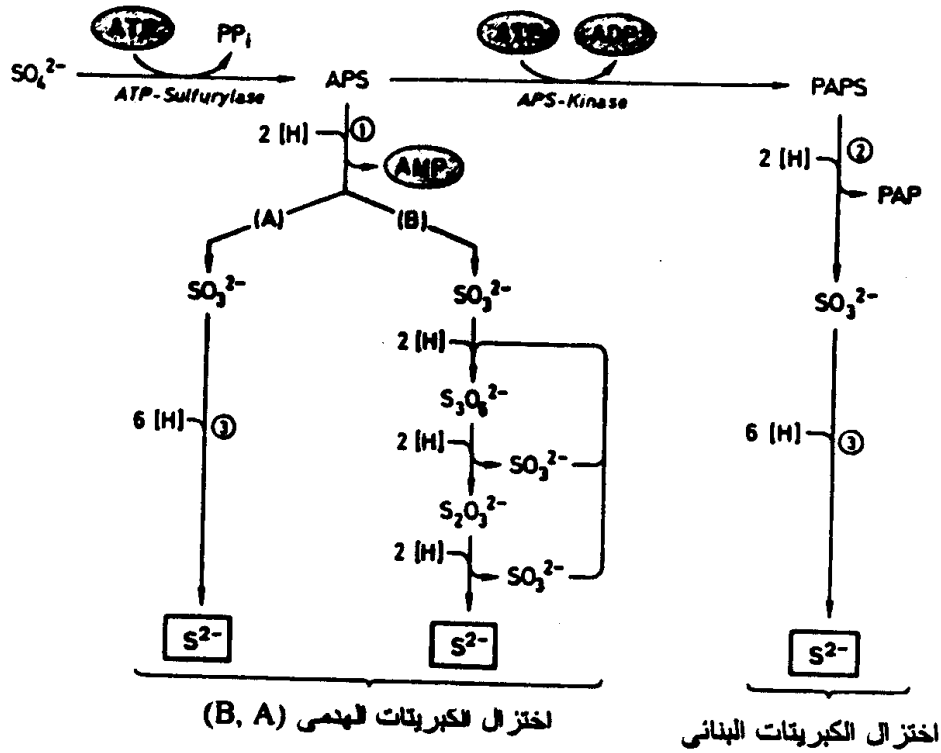 ATP PPi ATP ADP
SO₄²⁻ APS PAPS
ATP-Sulfurylase APS-Kinase
2 [H] ①
AMP
2 [H] ②
PAP
(A) (B)
SO₃²⁻ SO₃²⁻ SO₃²⁻
2 [H]
S₃O₆²⁻
6 [H] ③ 2 [H] 6 [H] ③
SO₃²⁻
S₂O₃²⁻
2 [H]
SO₃²⁻
S²⁻ S²⁻ S²⁻
اختزال الكبريتات الهدمى (B, A)
اختزال الكبريتات البنائى